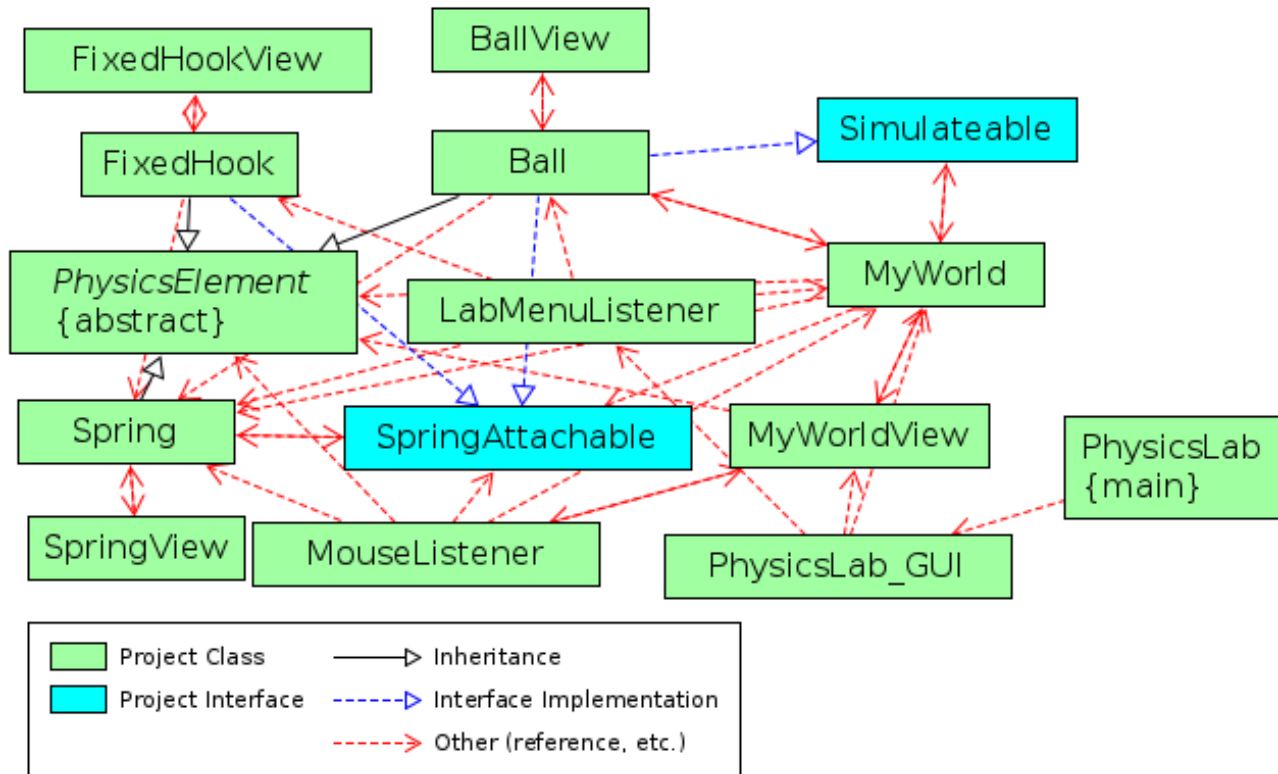 FixedHookView
BallView
Simulateable
FixedHook
Ball
PhysicsElement
{abstract}
MyWorld
LabMenuListener
Spring
SpringAttachable
MyWorldView
PhysicsLab
{main}
SpringView
MouseListener
PhysicsLab_GUI
Project Class
Inheritance
Project Interface
Interface Implementation
Other (reference, etc.)